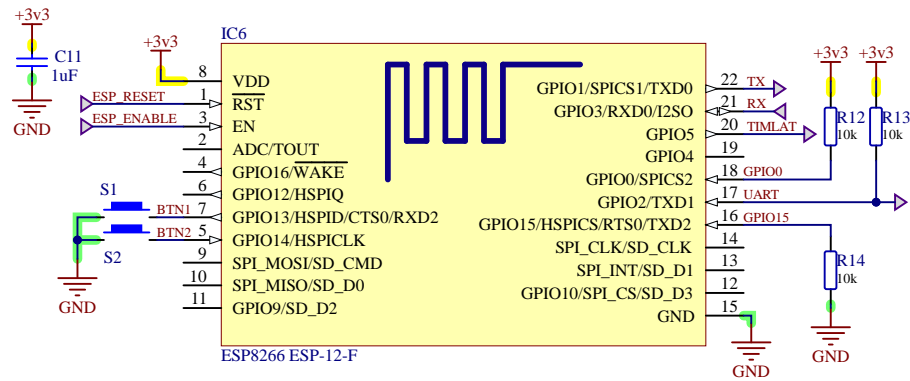 +3v3
C11
1uF
GND
+3v3
ESP_RESET
ESP_ENABLE
S1
BTN1
BTN2
S2
GND
IC6
8 VDD
1 RST
3 EN
2 ADC/TOUT
4 GPIO16/WAKE
6 GPIO12/HSPIQ
7 GPIO13/HSPID/CTS0/RXD2
5 GPIO14/HSPICLK
9 SPI_MOSI/SD_CMD
10 SPI_MISO/SD_D0
11 GPIO9/SD_D2
GPIO1/SPICS1/TXD0 22 TX
GPIO3/RXD0/I2SO 21 RX
GPIO5 20 TIMLAT
GPIO4 19
GPIO0/SPICS2 18 GPIO0
GPIO2/TXD1 17 UART
GPIO15/HSPICS/RTS0/TXD2 16 GPIO15
SPI_CLK/SD_CLK 14
SPI_INT/SD_D1 13
GPIO10/SPI_CS/SD_D3 12
GND 15
ESP8266 ESP-12-F
+3v3
R12
10k
+3v3
R13
10k
R14
10k
GND
GND